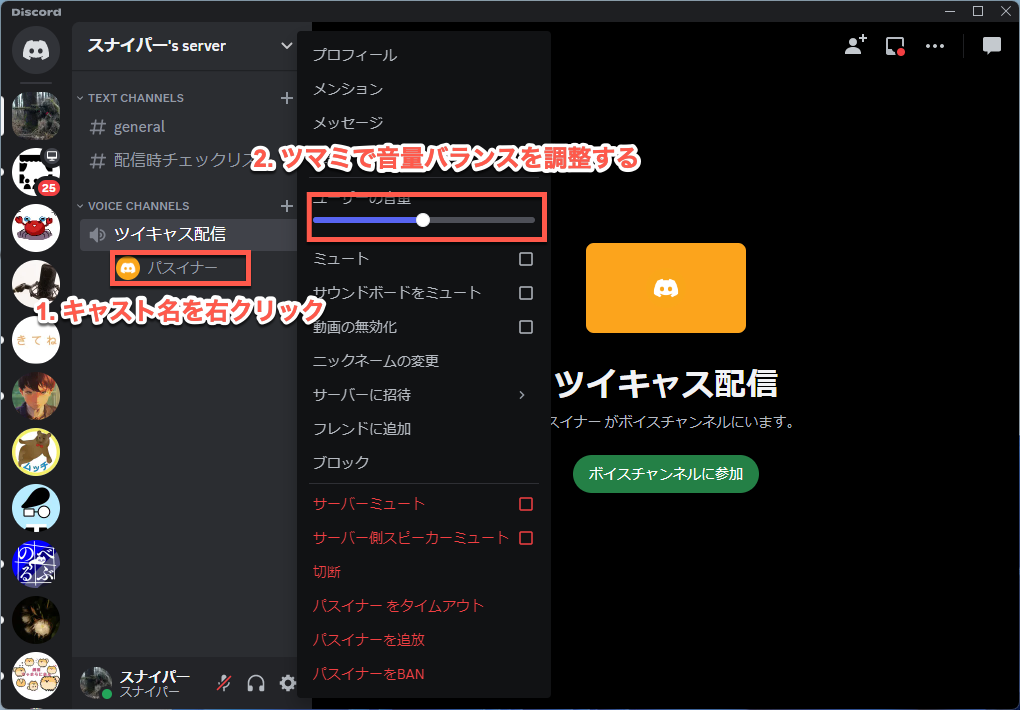 Discord
スナイパー's server
TEXT CHANNELS
general
配信時チェックリス
VOICE CHANNELS
ツイキャス配信
パスイナー
1. キャスト名を右クリック
2. ツマミで音量バランスを調整する
25
きてね
ムッチ
のべ
るぶ
スナイパー
スナイパー
プロフィール
メンション
メッセージ
ユーザーの音量
ミュート
サウンドボードをミュート
動画の無効化
ニックネームの変更
サーバーに招待
フレンドに追加
ブロック
サーバーミュート
サーバー側スピーカーミュート
切断
パスイナー をタイムアウト
パスイナーを追放
パスイナーをBAN
ツイキャス配信
スイナー がボイスチャンネルにいます。
ボイスチャンネルに参加